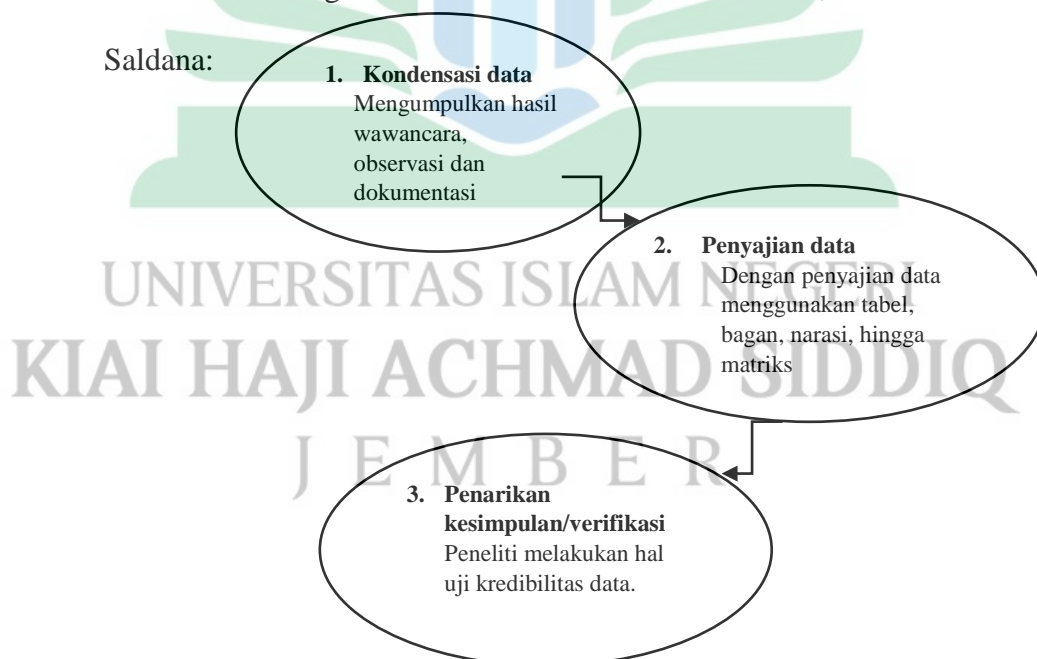 Saldana:
1. Kondensasi data
Mengumpulkan hasil
wawancara,
observasi dan
dokumentasi
2. Penyajian data
Dengan penyajian data
menggunakan tabel,
bagan, narasi, hingga
matriks
UNIVERSITAS ISLAM NEGERI
KIAI HAJI ACHMAD SIDDIQ
JEMBER
3. Penarikan
kesimpulan/verifikasi
Peneliti melakukan hal
uji kredibilitas data.